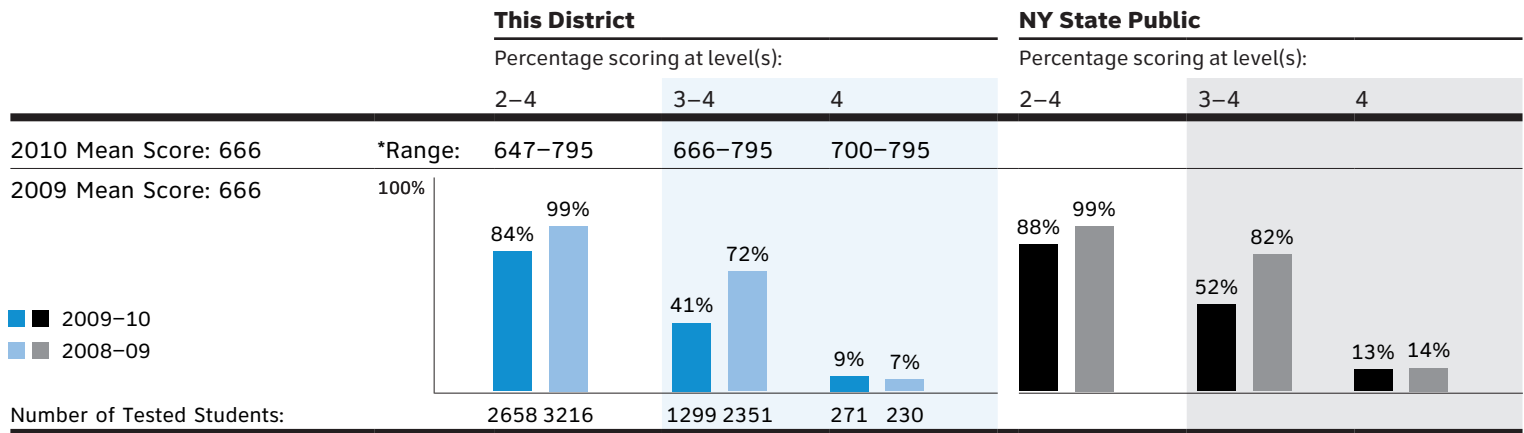 This District NY State Public
Percentage scoring at level(s): Percentage scoring at level(s):
2–4 3–4 4 2–4 3–4 4
2010 Mean Score: 666 *Range: 647–795 666–795 700–795
2009 Mean Score: 666 100%
84% 99% 41% 72% 9% 7% 88% 99% 52% 82% 13% 14%
2009–10
2008–09
Number of Tested Students: 2658 3216 1299 2351 271 230